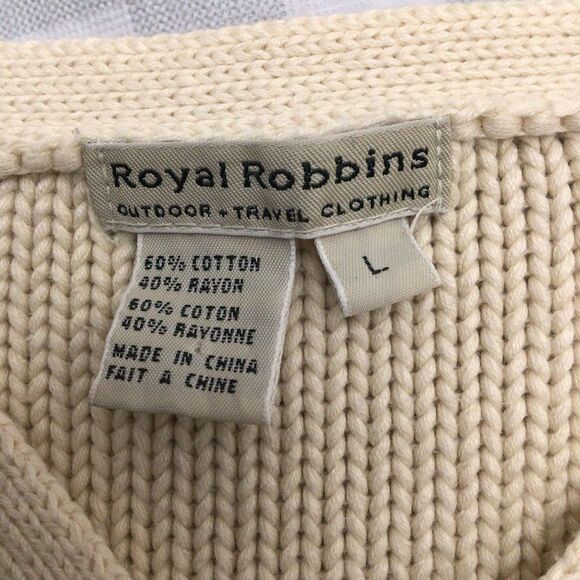 Royal Robbins
OUTDOOR + TRAVEL CLOTHING
L
60% COTTON
40% RAYON
60% COTON
40% RAYONNE
MADE IN CHINA
FAIT A CHINE